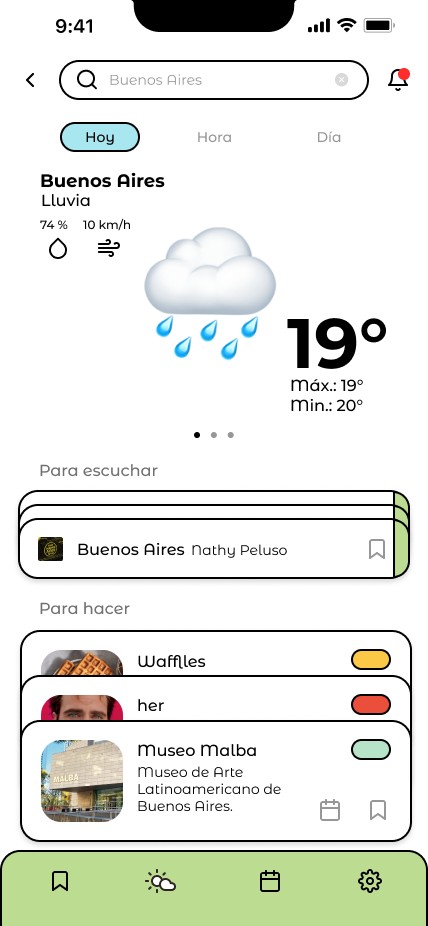 9:41
Buenos Aires
Hoy Hora Día
Buenos Aires
Lluvia
74 % 10 km/h
19°
Máx.: 19°
Min.: 20°
Para escuchar
Buenos Aires Nathy Peluso
Para hacer
Waffles
her
MALBA
Museo Malba
Museo de Arte
Latinoamericano de
Buenos Aires.